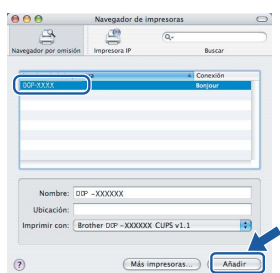 Navegador de impresoras
Navegador por omisión
Impresora IP
Buscar
Conexión
DCP-XXXX
Bonjour
Nombre: DCP -XXXXXX
Ubicación:
Imprimir con: Brother DCP -XXXXXX CUPS v1.1
?
Más impresoras...
Añadir